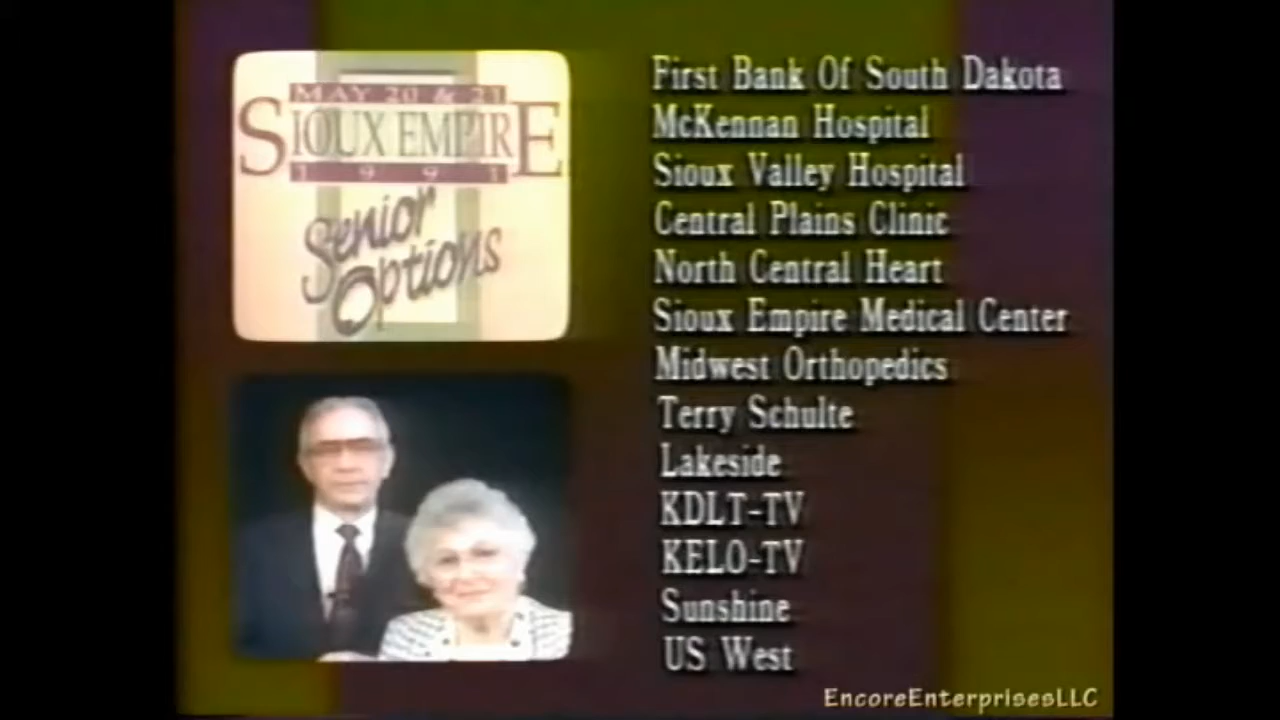 MAY 20 & 21
SIOUX EMPIRE
1991
Senior
Options
First Bank Of South Dakota
McKennan Hospital
Sioux Valley Hospital
Central Plains Clinic
North Central Heart
Sioux Empire Medical Center
Midwest Orthopedics
Terry Schulte
Lakeside
KDLT-TV
KELO-TV
Sunshine
US West
EncoreEnterprisesLLC